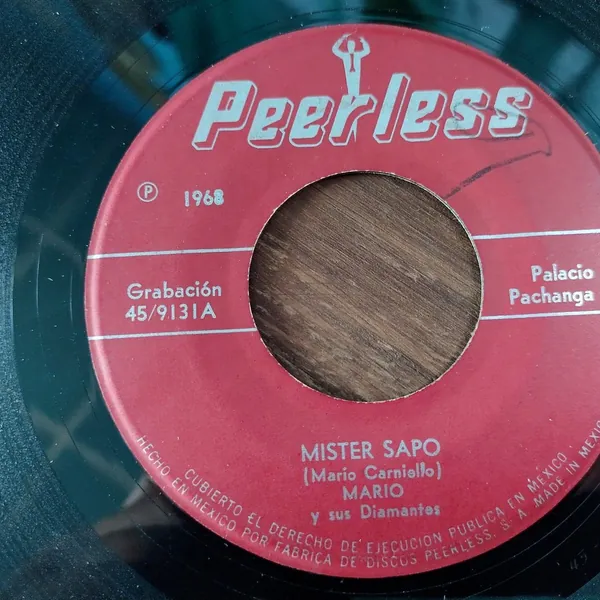 Peerless
℗ 1968
Grabación
45/9131A
Palacio
Pachanga
MISTER SAPO
(Mario Carniello)
MARIO
y sus Diamantes
CUBIERTO EL DERECHO DE EJECUCION PUBLICA EN MEXICO
HECHO EN MEXICO POR FABRICA DE DISCOS PEERLESS. S. A. MADE IN MEXICO